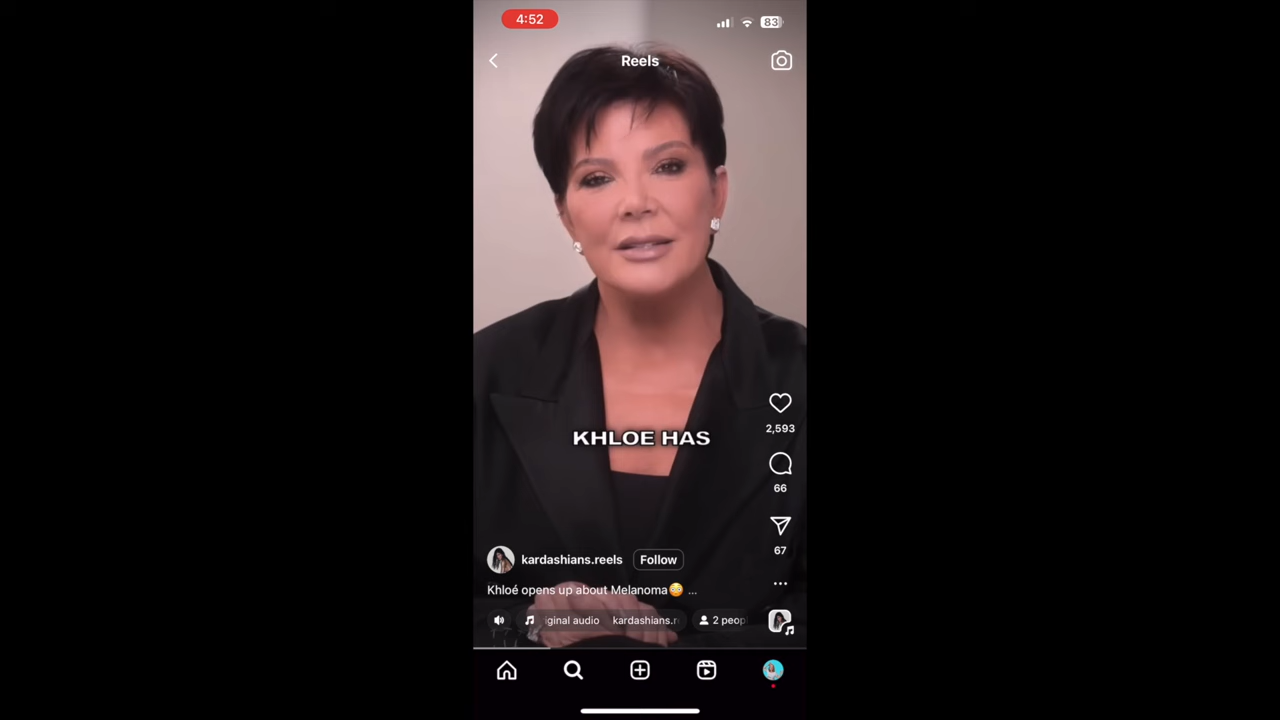 4:52
83
Reels
KHLOE HAS
2,593
66
67
kardashians.reels Follow
Khloé opens up about Melanoma😳 ...
iginal audio kardashians.r 2 peop